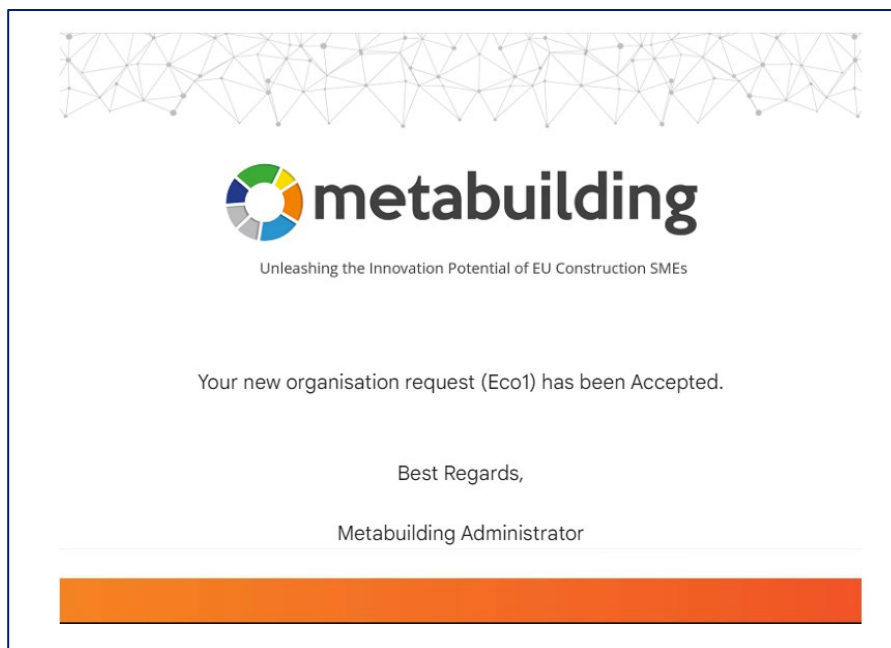 metabuilding
Unleashing the Innovation Potential of EU Construction SMEs
Your new organisation request (Eco1) has been Accepted.
Best Regards,
Metabuilding Administrator